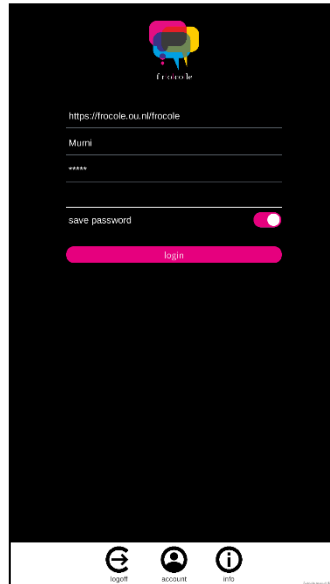 frocole
https://frocole.ou.nl/frocole
Murni
*****
save password
login
logoff account info